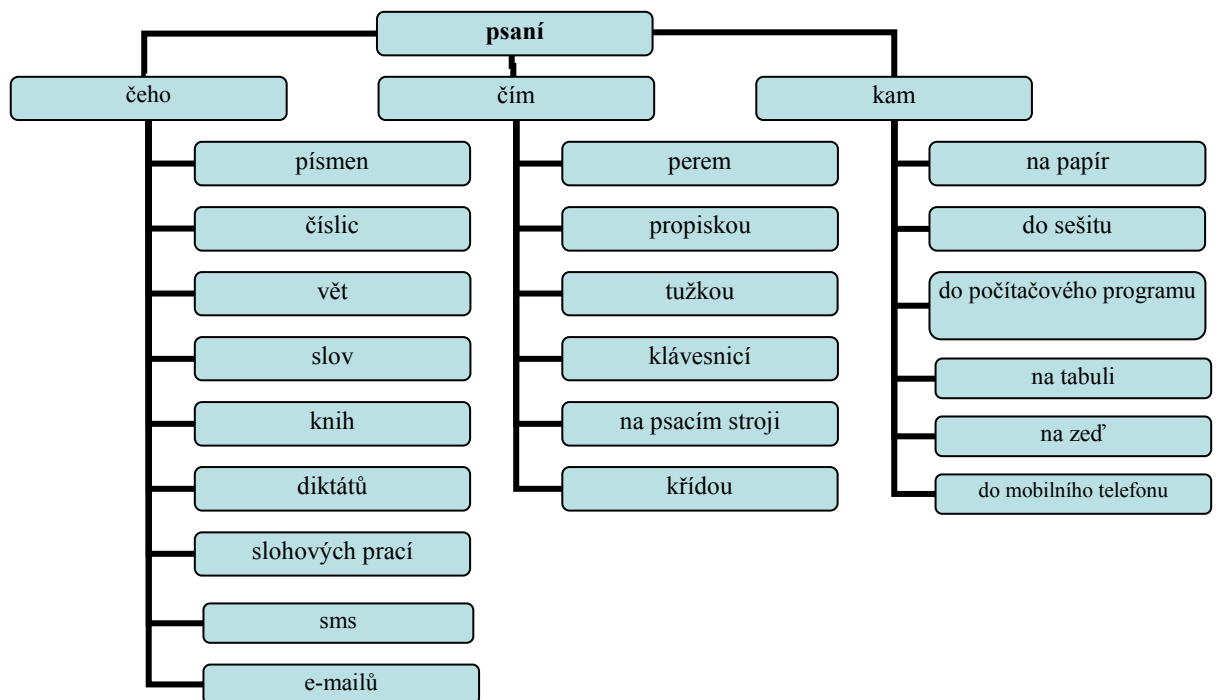 psaní
čeho
čím
kam
písmen
číslic
vět
slov
knih
diktátů
slohových prací
sms
e-mailů
perem
propiskou
tužkou
klávesnicí
na psacím stroji
křídou
na papír
do sešitu
do počítačového programu
na tabuli
na zeď
do mobilního telefonu